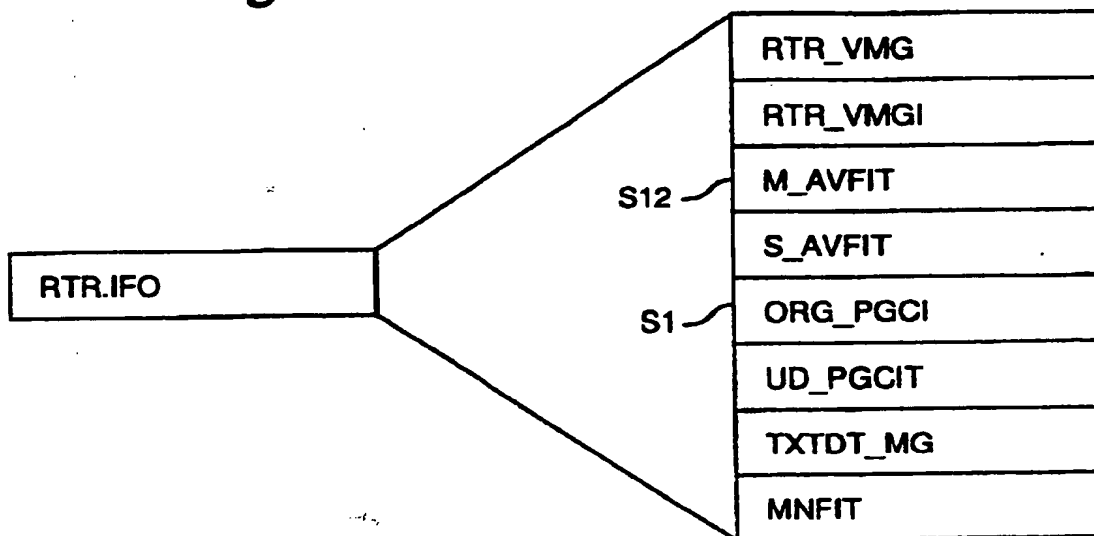 RTR.IFO
RTR_VMG
RTR_VMGI
S12
M_AVFIT
S_AVFIT
S1
ORG_PGCI
UD_PGCIT
TXTDT_MG
MNFIT